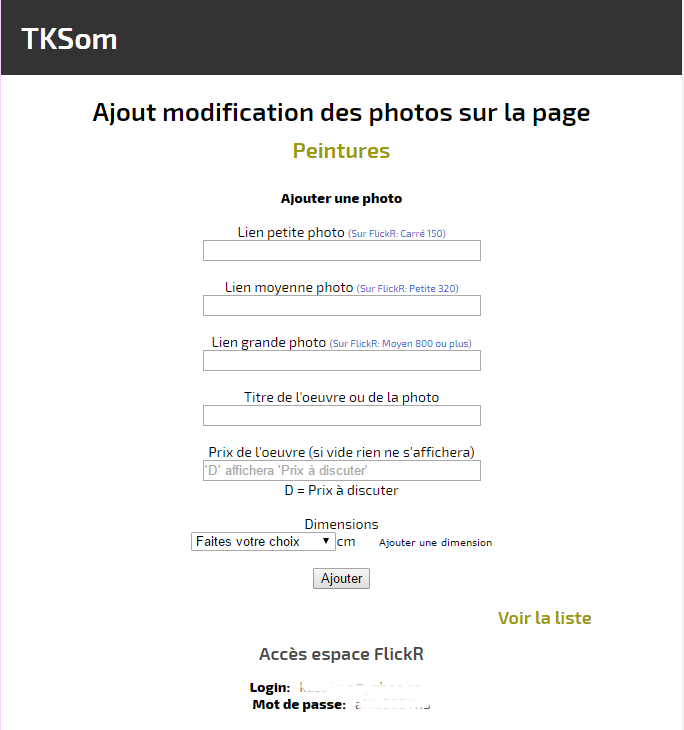 TKSom
Ajout modification des photos sur la page
Peintures
Ajouter une photo
Lien petite photo (Sur FlickR: Carré 150)
Lien moyenne photo (Sur FlickR: Petite 320)
Lien grande photo (Sur FlickR: Moyen 800 ou plus)
Titre de l'oeuvre ou de la photo
Prix de l'oeuvre (si vide rien ne s'affichera)
'D' affichera 'Prix à discuter'
D = Prix à discuter
Dimensions
Faites votre choix cm Ajouter une dimension
Ajouter
Voir la liste
Accès espace FlickR
Login:
Mot de passe: